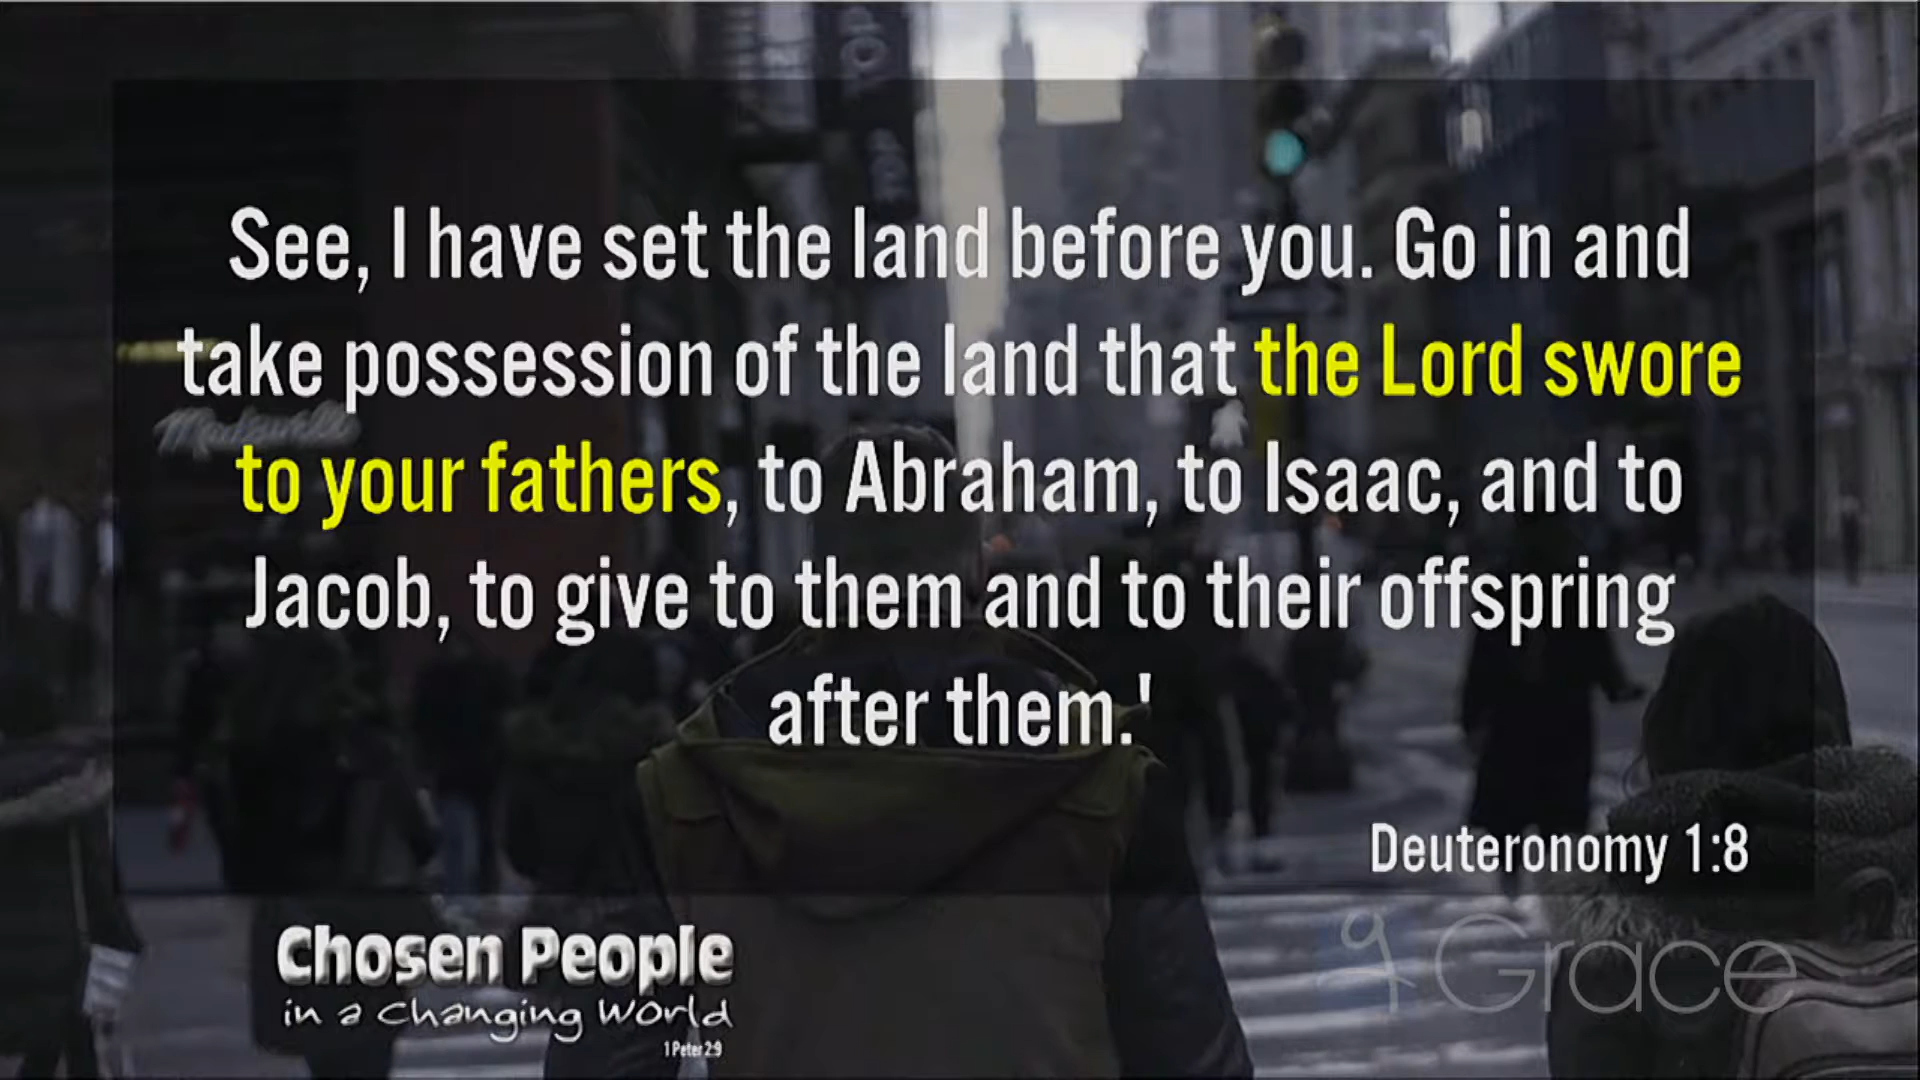 See, I have set the land before you. Go in and
take possession of the land that the Lord swore
to your fathers, to Abraham, to Isaac, and to
Jacob, to give to them and to their offspring
after them.'
Deuteronomy 1:8
Chosen People
in a Changing World
1 Peter 2:9
Grace